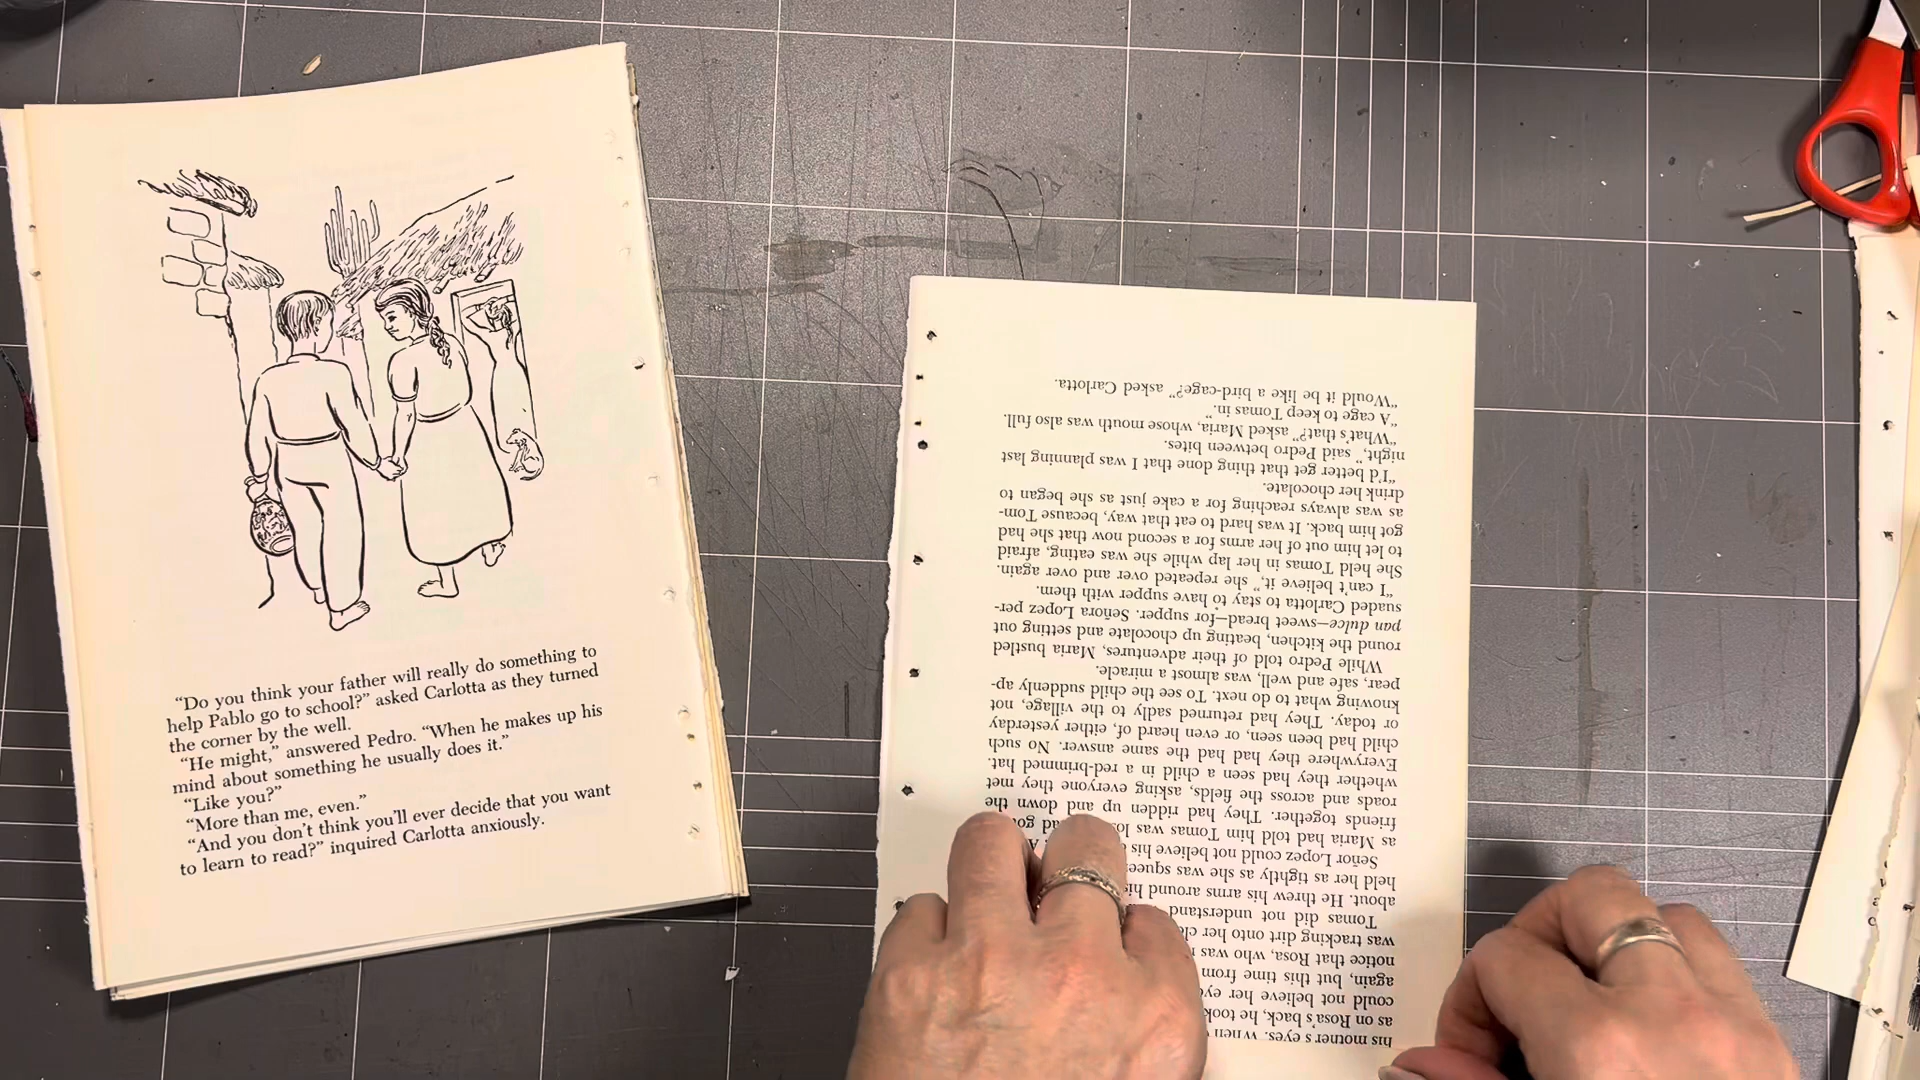 “Do you think your father will really do something to
help Pablo go to school?” asked Carlotta as they turned
the corner by the well.
“He might,” answered Pedro. “When he makes up his
mind about something he usually does it.”
“Like you?”
“More than me, even.”
“And you don’t think you’ll ever decide that you want
to learn to read?” inquired Carlotta anxiously.
his mother’s eyes. When
as on Rosa’s back, he took
could not believe her
again, but this time from
notice that Rosa, who was
was tracking dirt onto her
Tomas did not understand
about. He threw his arms around
held her as tightly as she was
Señor Lopez could not believe his
as Maria had told him Tomas was
friends together. They had ridden up and down the
roads and across the fields, asking everyone they met
whether they had seen a child in a red-brimmed hat.
Everywhere they had had the same answer. No such
child had been seen, or even heard of, either yesterday
or today. They had returned sadly to the village, not
knowing what to do next. To see the child suddenly ap-
pear, safe and well, was almost a miracle.
While Pedro told of their adventures, Maria bustled
round the kitchen, beating up chocolate and setting out
pan dulce—sweet bread—for supper. Señora Lopez per-
suaded Carlotta to stay to have supper with them.
“I can’t believe it,” she repeated over and over again.
She held Tomas in her lap while she was eating, afraid
to let him out of her arms for a second now that she had
got him back. It was hard to eat that way, because Tom-
as was always reaching for a cake just as she began to
drink her chocolate.
“I’d better get that thing done that I was planning last
night,” said Pedro between bites.
“What’s that?” asked Maria, whose mouth was also full.
“A cage to keep Tomas in.”
“Would it be like a bird-cage?” asked Carlotta.